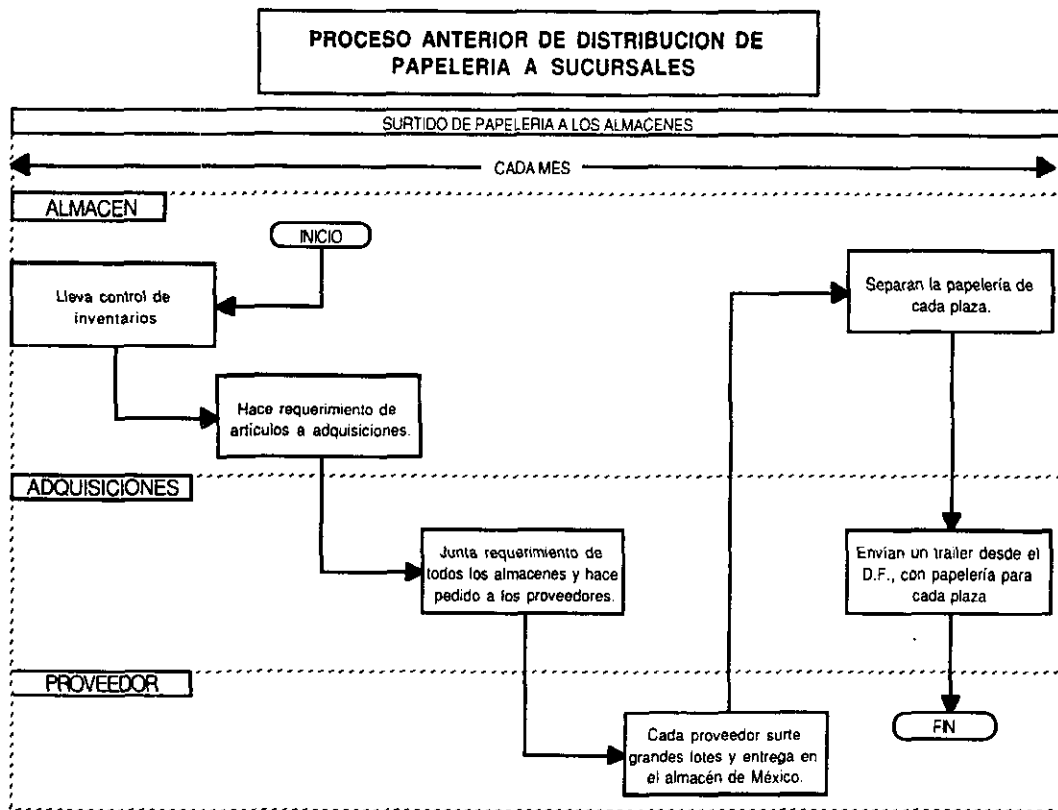 PROCESO ANTERIOR DE DISTRIBUCION DE
PAPELERIA A SUCURSALES
SURTIDO DE PAPELERIA A LOS ALMACENES
CADA MES
ALMACEN
INICIO
Lleva control de
inventarios
Separan la papelería de
cada plaza.
Hace requerimiento de
artículos a adquisiciones.
ADQUISICIONES
Junta requerimiento de
todos los almacenes y hace
pedido a los proveedores.
Envían un trailer desde el
D.F., con papelería para
cada plaza
PROVEEDOR
Cada proveedor surte
grandes lotes y entrega en
el almacén de México.
FIN